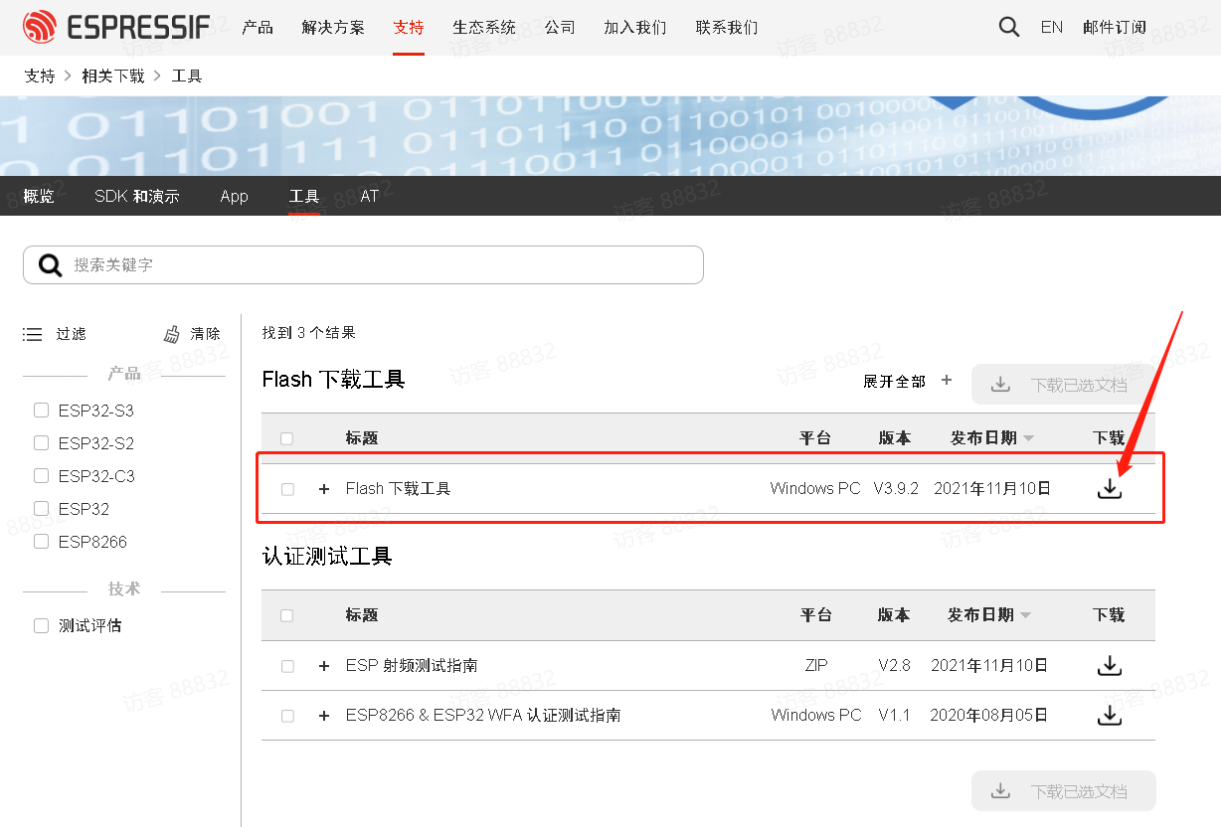 ESPRESSIF 产品 解决方案 支持 生态系统 公司 加入我们 联系我们 EN 邮件订阅
支持 > 相关下载 > 工具
概览 SDK 和演示 App 工具 AT
搜索关键字
过滤 清除
产品
ESP32-S3
ESP32-S2
ESP32-C3
ESP32
ESP8266
技术
测试评估
找到 3 个结果
Flash 下载工具 展开全部 + 下载已选文档
标题 平台 版本 发布日期 下载
+ Flash 下载工具 Windows PC V3.9.2 2021年11月10日
认证测试工具
标题 平台 版本 发布日期 下载
+ ESP 射频测试指南 ZIP V2.8 2021年11月10日
+ ESP8266 & ESP32 WFA 认证测试指南 Windows PC V1.1 2020年08月05日
下载已选文档
访客 88832